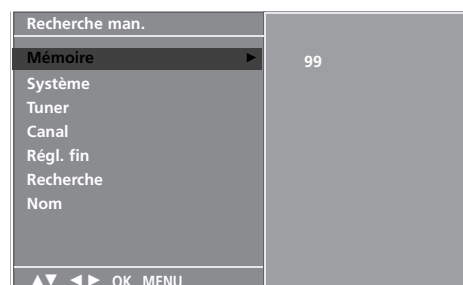 Recherche man.
Mémoire ► 99
Système
Tuner
Canal
Régl. fin
Recherche
Nom
▲▼ ◄► OK MENU